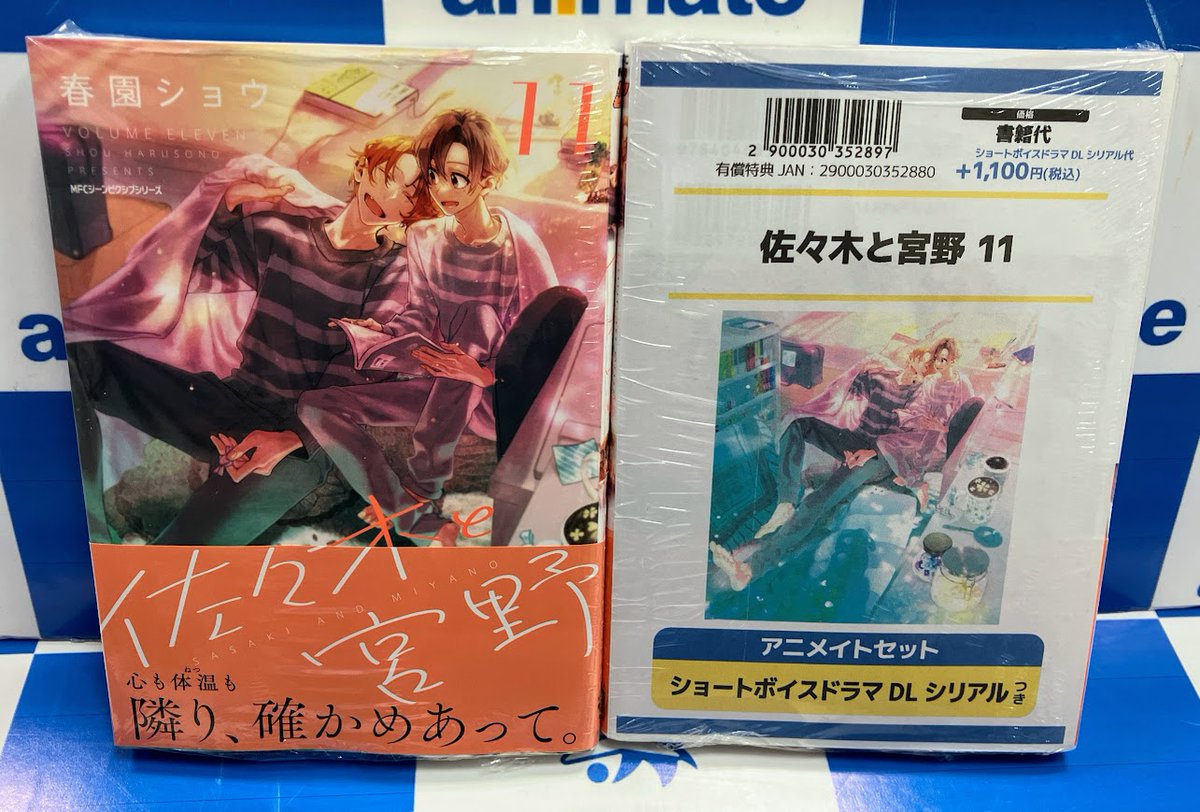 animate
春園ショウ
11
VOLUME ELEVEN
SHOU HARUSONO
PRESENTS
MFCジーンピクシブシリーズ
佐々木と
宮野
SASAKI AND MIYANO
心も体温も
ねつ
隣り、確かめあって。
2 900030 352897
有償特典 JAN：2900030352880
価格
書籍代
ショートボイスドラマ DL シリアル代
+1,100円(税込)
佐々木と宮野 11
アニメイトセット
ショートボイスドラマ DL シリアルつき
a
e